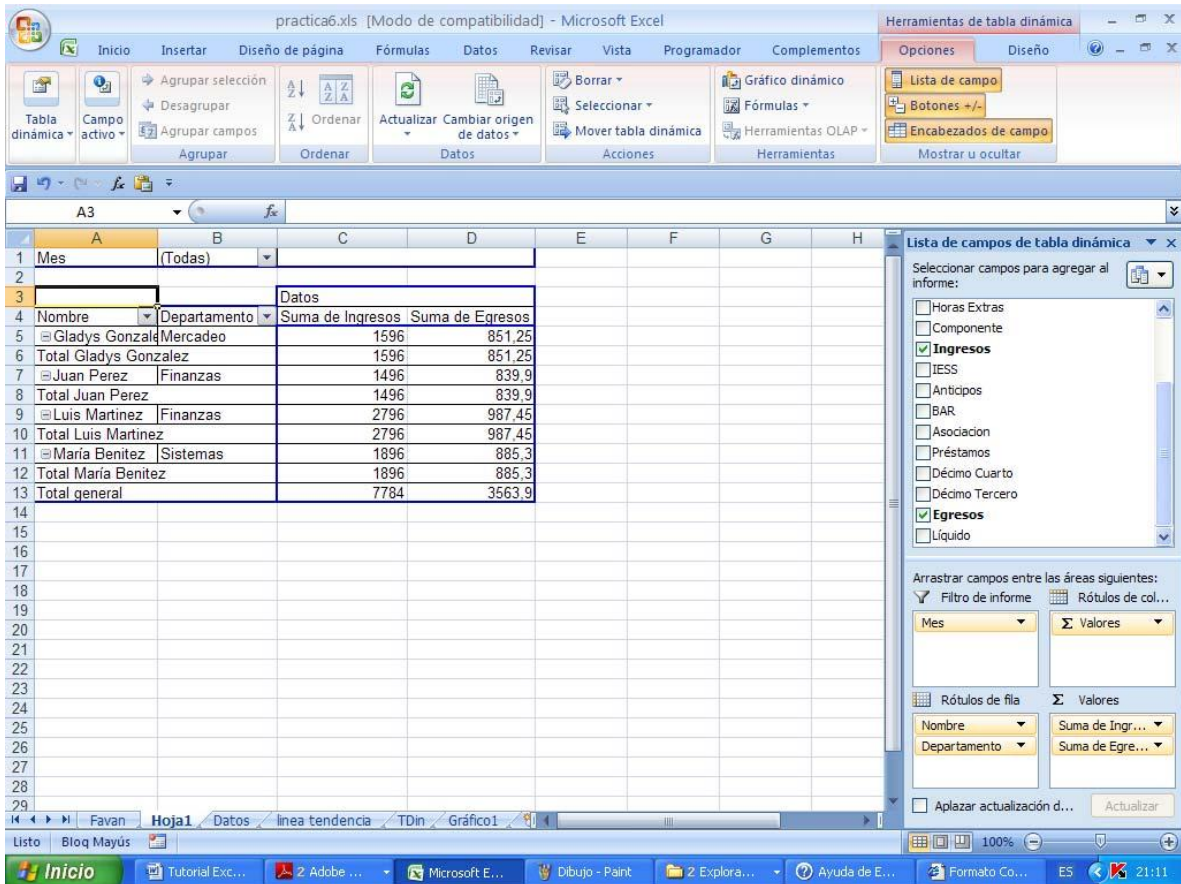 practica6.xls [Modo de compatibilidad] - Microsoft Excel
Herramientas de tabla dinámica
Inicio Insertar Diseño de página Fórmulas Datos Revisar Vista Programador Complementos Opciones Diseño
Tabla dinámica
Campo activo
Agrupar selección
Desagrupar
Agrupar campos
Agrupar
Ordenar
Ordenar
Actualizar
Cambiar origen de datos
Datos
Borrar
Seleccionar
Mover tabla dinámica
Acciones
Gráfico dinámico
Fórmulas
Herramientas OLAP
Herramientas
Lista de campo
Botones +/-
Encabezados de campo
Mostrar u ocultar
A3 fx
A B C D E F G H
1 Mes (Todas)
2
3 Datos
4 Nombre Departamento Suma de Ingresos Suma de Egresos
5 Gladys Gonzale Mercadeo 1596 851,25
6 Total Gladys Gonzalez 1596 851,25
7 Juan Perez Finanzas 1496 839,9
8 Total Juan Perez 1496 839,9
9 Luis Martinez Finanzas 2796 987,45
10 Total Luis Martinez 2796 987,45
11 María Benitez Sistemas 1896 885,3
12 Total María Benitez 1896 885,3
13 Total general 7784 3563,9
14
15
16
17
18
19
20
21
22
23
24
25
26
27
28
29
Lista de campos de tabla dinámica
Seleccionar campos para agregar al
informe:
Horas Extras
Componente
Ingresos
IESS
Anticipos
BAR
Asociacion
Préstamos
Décimo Cuarto
Décimo Tercero
Egresos
Líquido
Arrastrar campos entre las áreas siguientes:
Filtro de informe Rótulos de col...
Mes Σ Valores
Rótulos de fila Σ Valores
Nombre Suma de Ingr...
Departamento Suma de Egre...
Aplazar actualización d... Actualizar
Favan Hoja1 Datos linea tendencia TDin Gráfico1
Listo Bloq Mayús 100%
Inicio Tutorial Exc... 2 Adobe ... Microsoft E... Dibujo - Paint 2 Explora... Ayuda de E... Formato Co... ES 21:11